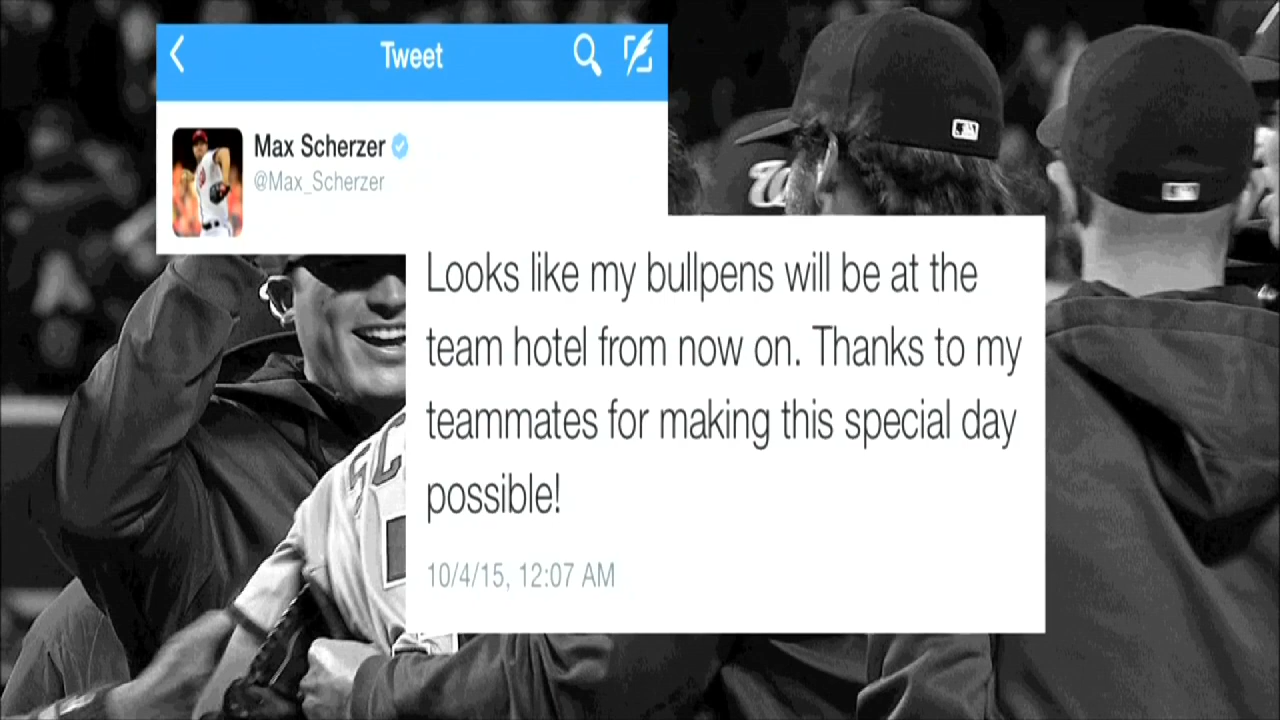 Tweet
Max Scherzer
@Max_Scherzer
Looks like my bullpens will be at the
team hotel from now on. Thanks to my
teammates for making this special day
possible!
10/4/15, 12:07 AM